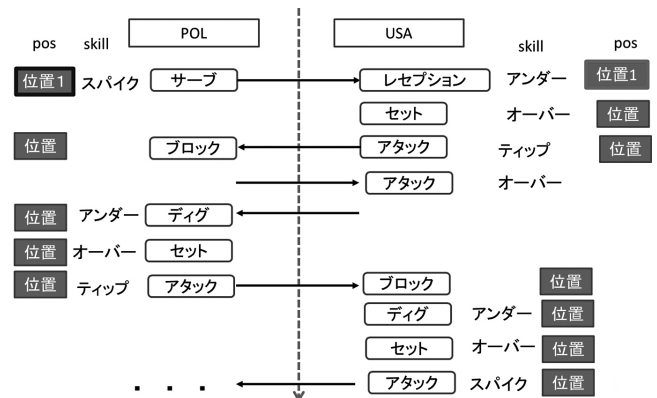 POL USA
pos skill skill pos
位置1 スパイク サーブ レセプション アンダー 位置1
セット オーバー 位置
位置 ブロック アタック ティップ 位置
アタック オーバー
位置 アンダー ディグ
位置 オーバー セット
位置 ティップ アタック ブロック 位置
ディグ アンダー 位置
セット オーバー 位置
. . . アタック スパイク 位置